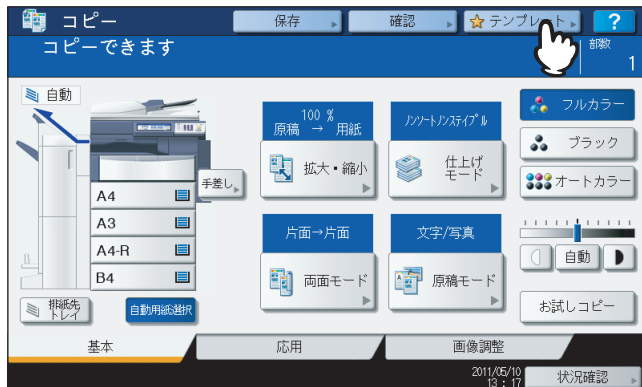 コピー
保存
確認
テンプレート
?
コピーできます
部数
1
自動
100 %
原稿 → 用紙
拡大・縮小
ノンソートノンステイプル
仕上げ
モード
フルカラー
ブラック
オートカラー
手差し
A4
A3
A4-R
B4
片面→片面
両面モード
文字/写真
原稿モード
自動
排紙先
トレイ
自動用紙選択
お試しコピー
基本
応用
画像調整
2011/05/10
13 : 17
状況確認